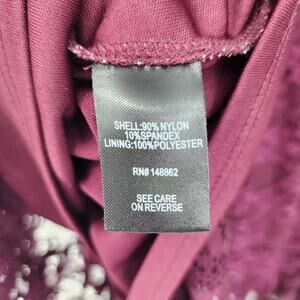 SHELL:90% NYLON
10%SPANDEX
LINING:100%POLYESTER
RN# 148862
SEE CARE
ON REVERSE